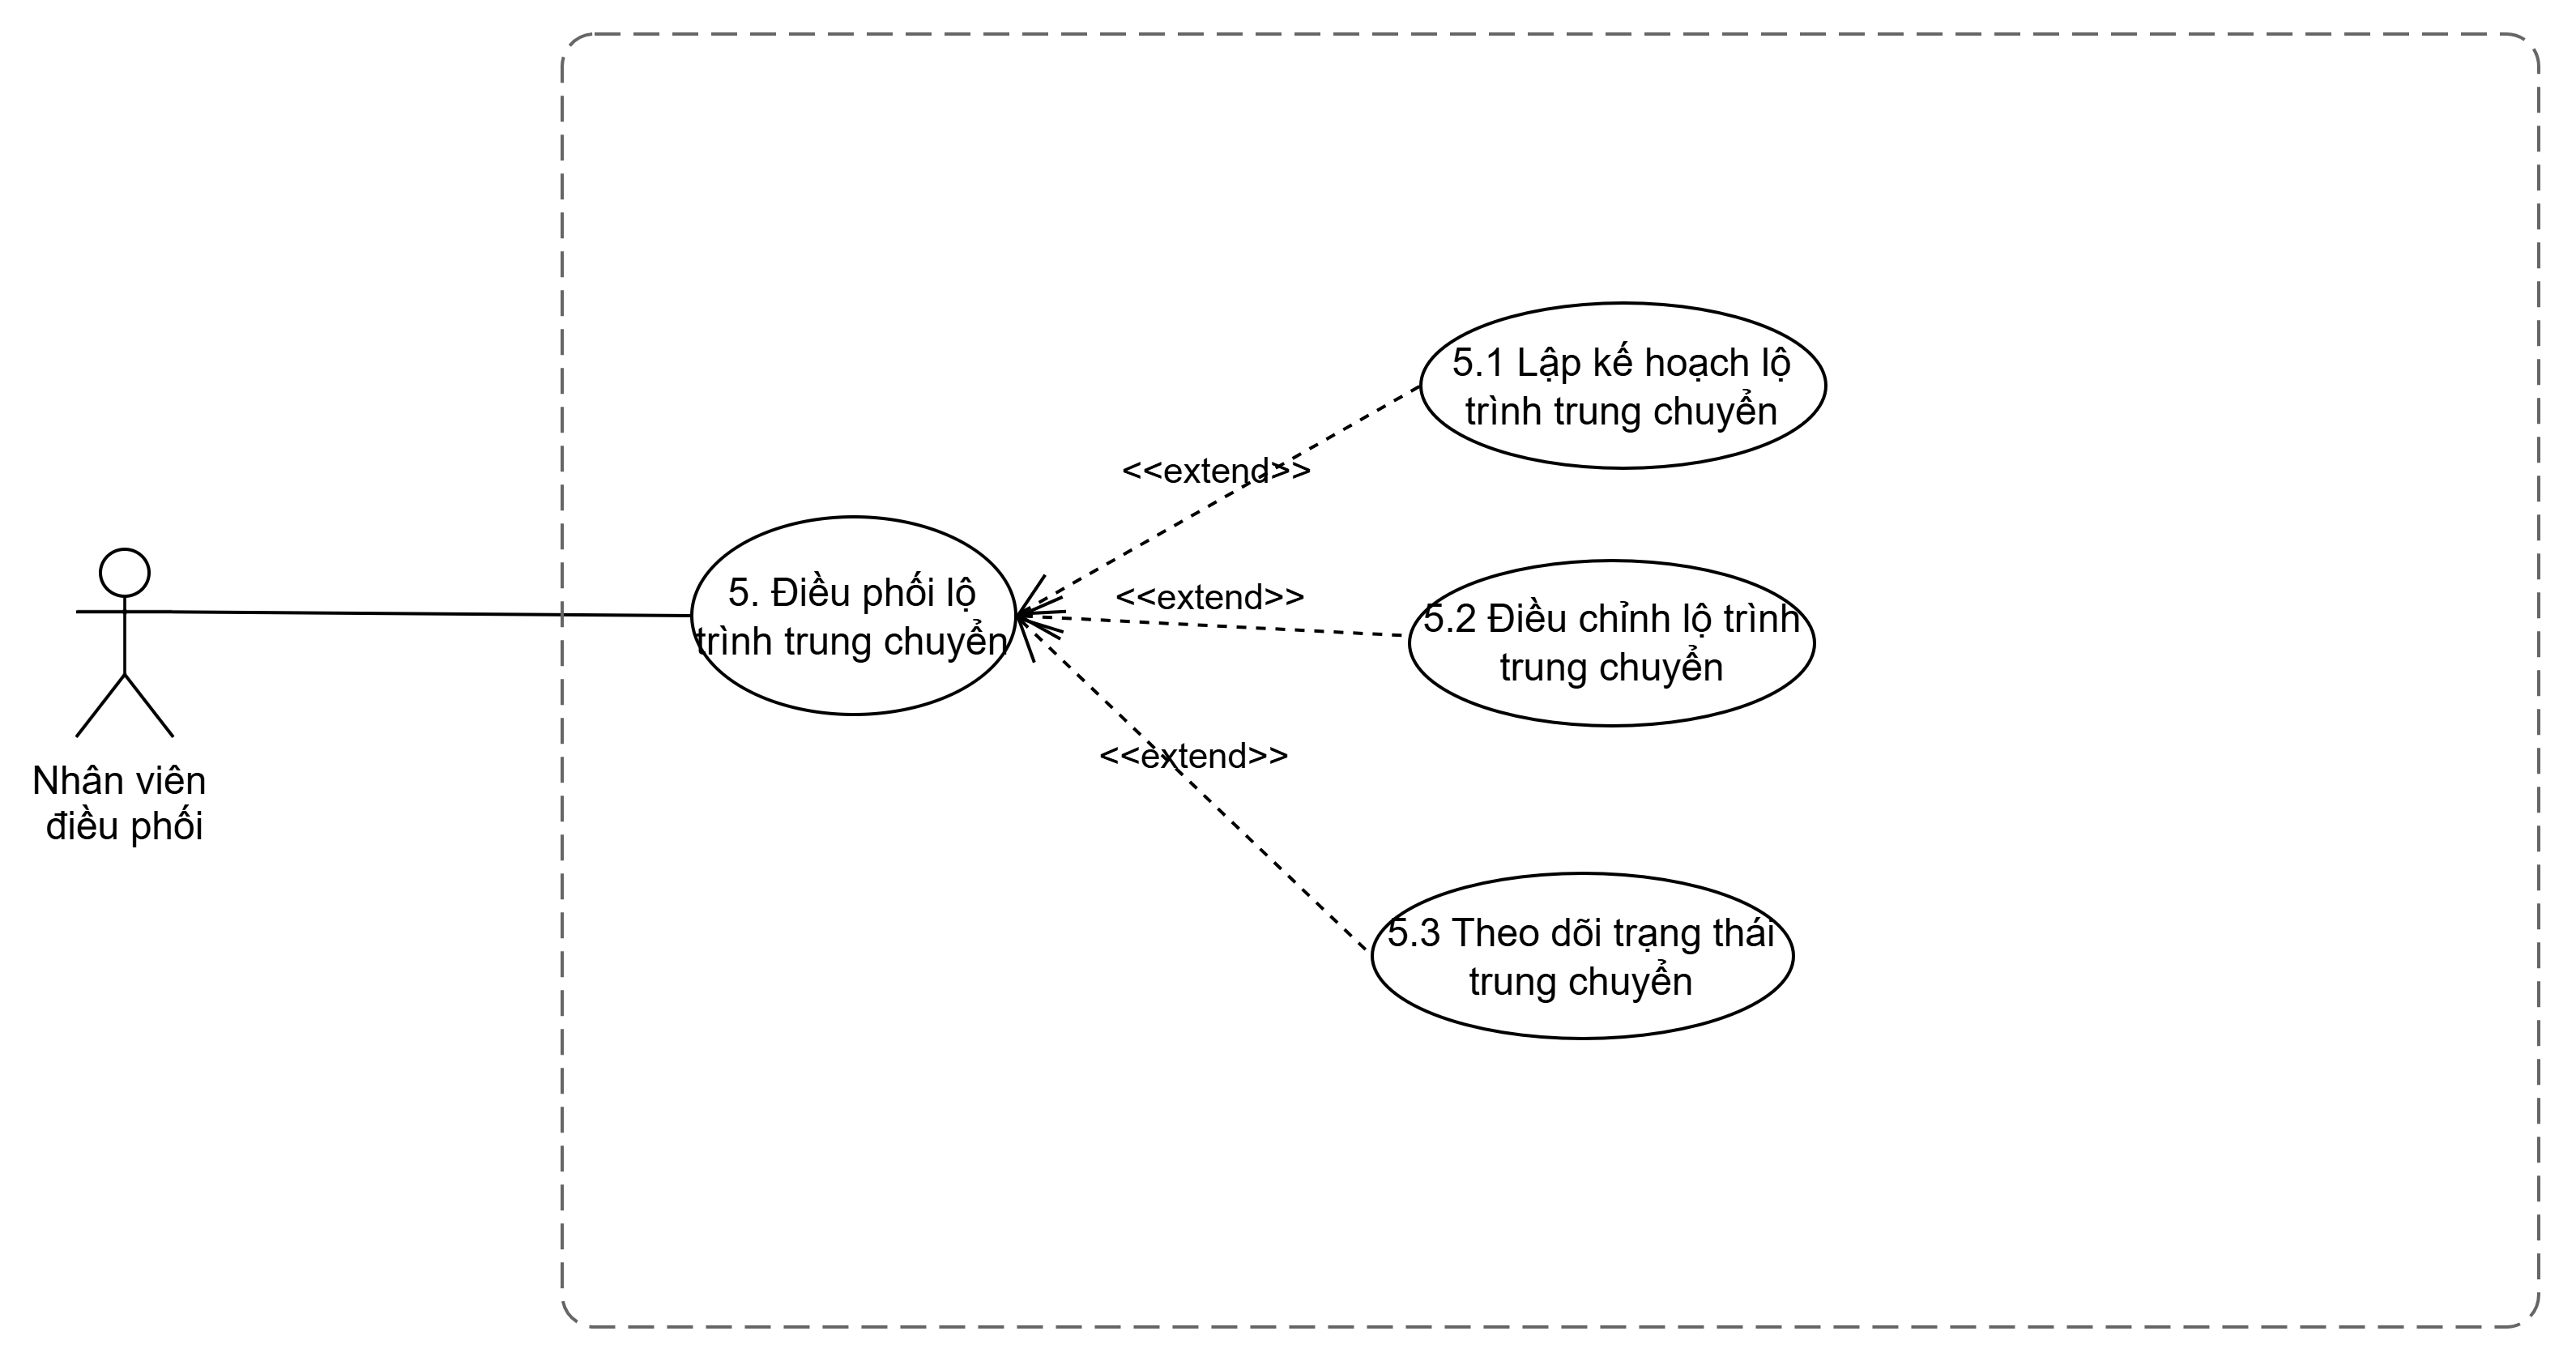 Nhân viên
điều phối
5. Điều phối lộ
trình trung chuyển
<<extend>>
<<extend>>
<<extend>>
5.1 Lập kế hoạch lộ
trình trung chuyển
5.2 Điều chỉnh lộ trình
trung chuyển
5.3 Theo dõi trạng thái
trung chuyển